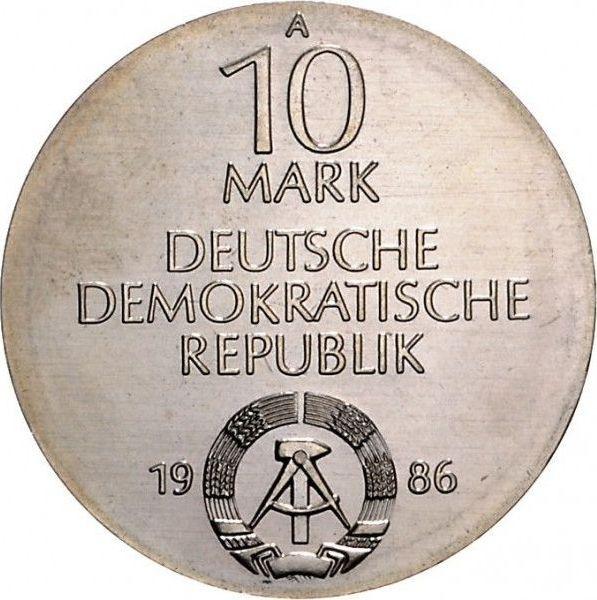 A
10
MARK
DEUTSCHE
DEMOKRATISCHE
REPUBLIK
19 86